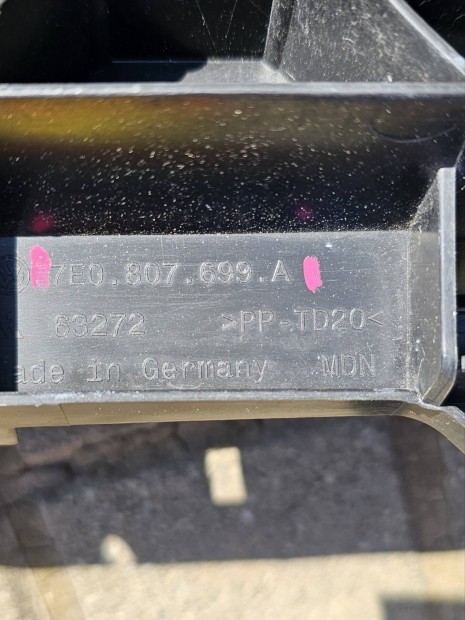 7E0.807.699.A
63272 >PP-TD20<
ade in Germany MDN